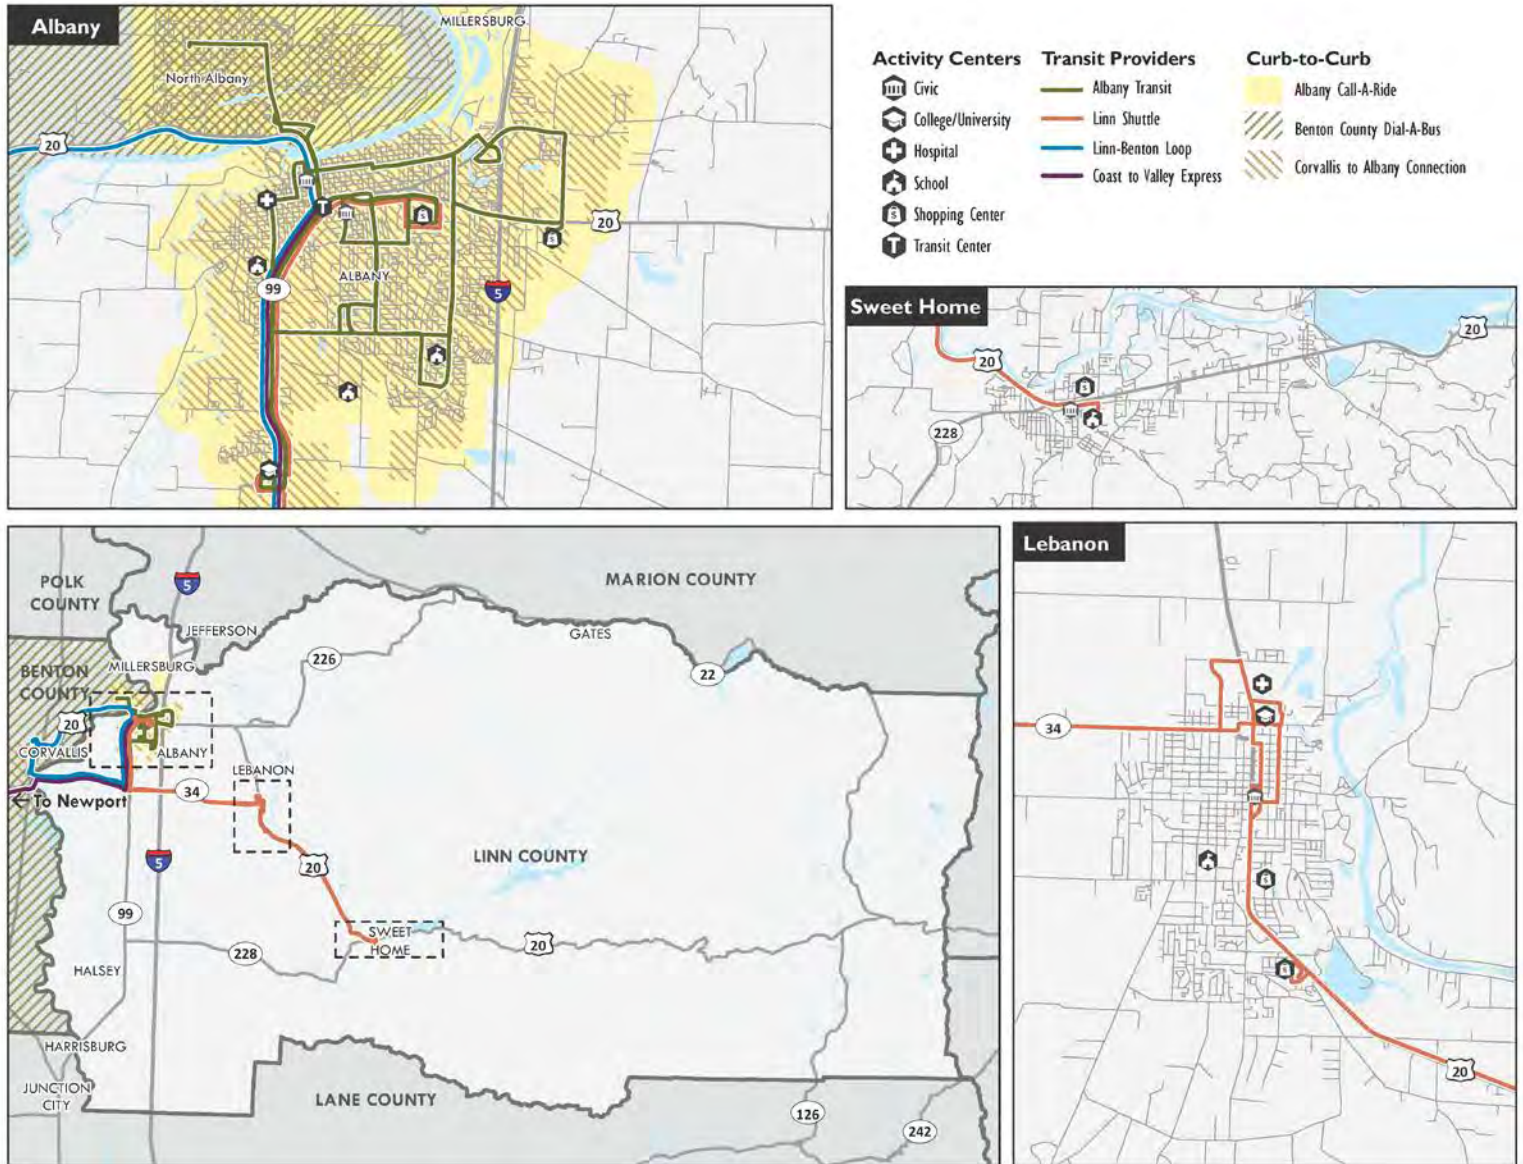 Albany
MILLERSBURG
North Albany
20
20
ALBANY
99
5
T
Activity Centers
Civic
College/University
Hospital
School
Shopping Center
T Transit Center
Transit Providers
Albany Transit
Linn Shuttle
Linn-Benton Loop
Coast to Valley Express
Curb-to-Curb
Albany Call-A-Ride
Benton County Dial-A-Bus
Corvallis to Albany Connection
Sweet Home
20
20
228
POLK
COUNTY
5
MARION COUNTY
JEFFERSON
GATES
MILLERSBURG
226
22
BENTON
COUNTY
20
CORVALLIS
ALBANY
LEBANON
34
←To Newport
5
20
LINN COUNTY
99
SWEET
HOME
20
228
HALSEY
HARRISBURG
JUNCTION
CITY
LANE COUNTY
126
242
Lebanon
34
20